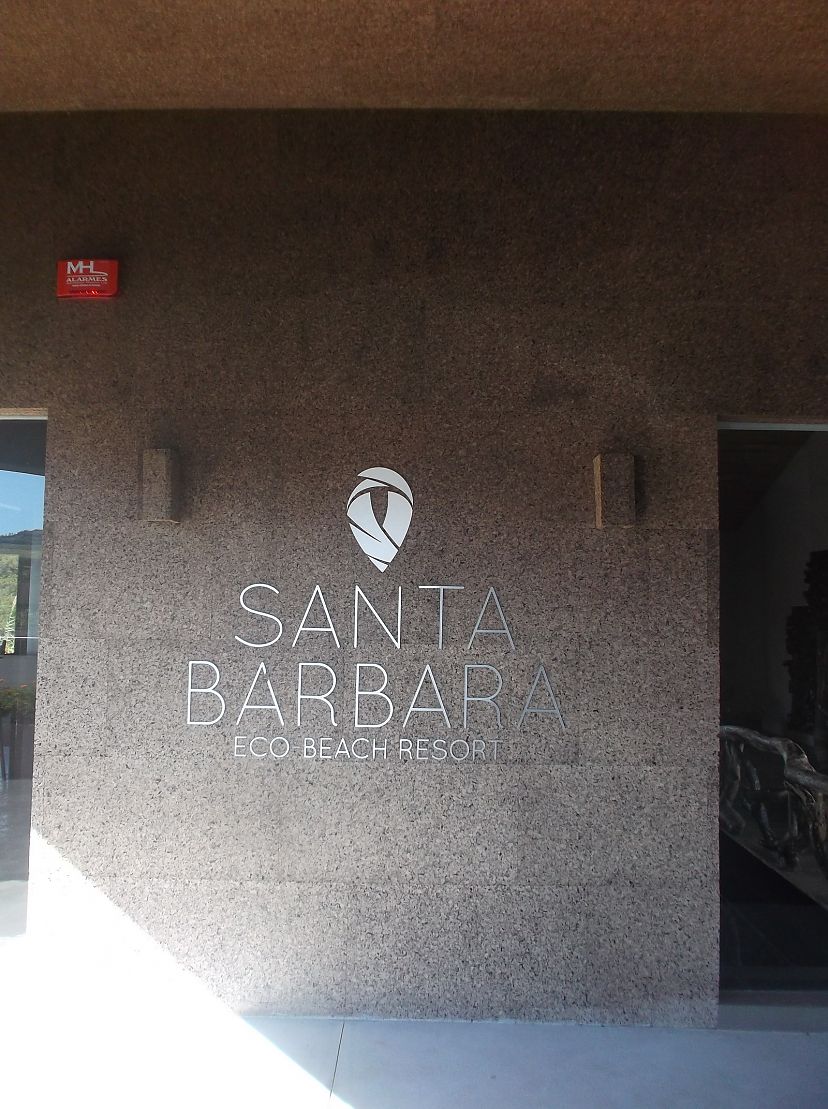 MHL
ALARMES
SANTA
BARBARA
ECO BEACH RESORT